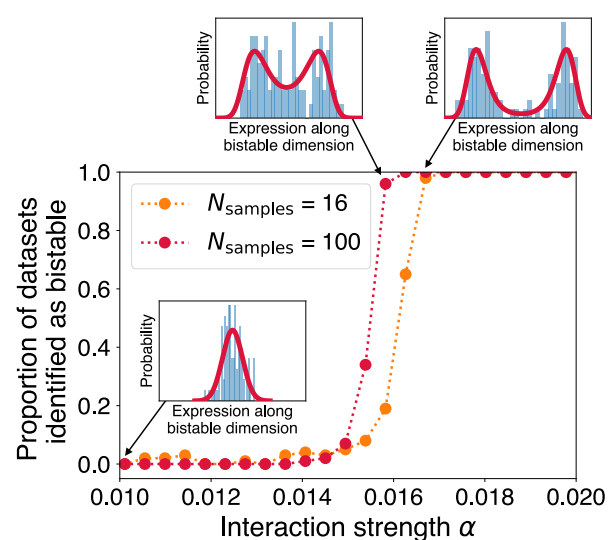 Probability
Expression along
bistable dimension
Probability
Expression along
bistable dimension
Proportion of datasets
identified as bistable
1.0
0.8
0.6
0.4
0.2
0.0
N_samples = 16
N_samples = 100
Probability
Expression along
bistable dimension
0.010 0.012 0.014 0.016 0.018 0.020
Interaction strength α